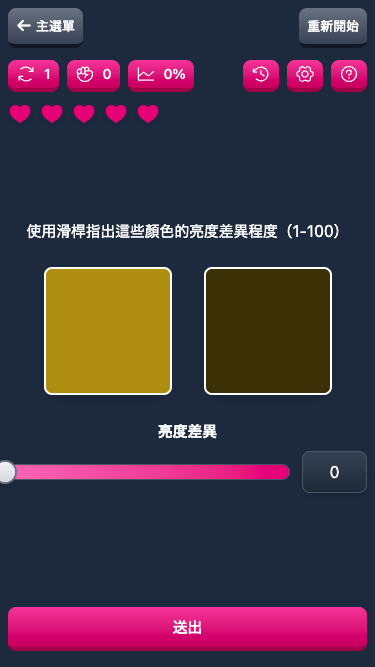 主選單
重新開始
1
0
0%
使用滑桿指出這些顏色的亮度差異程度（1-100）
亮度差異
0
送出